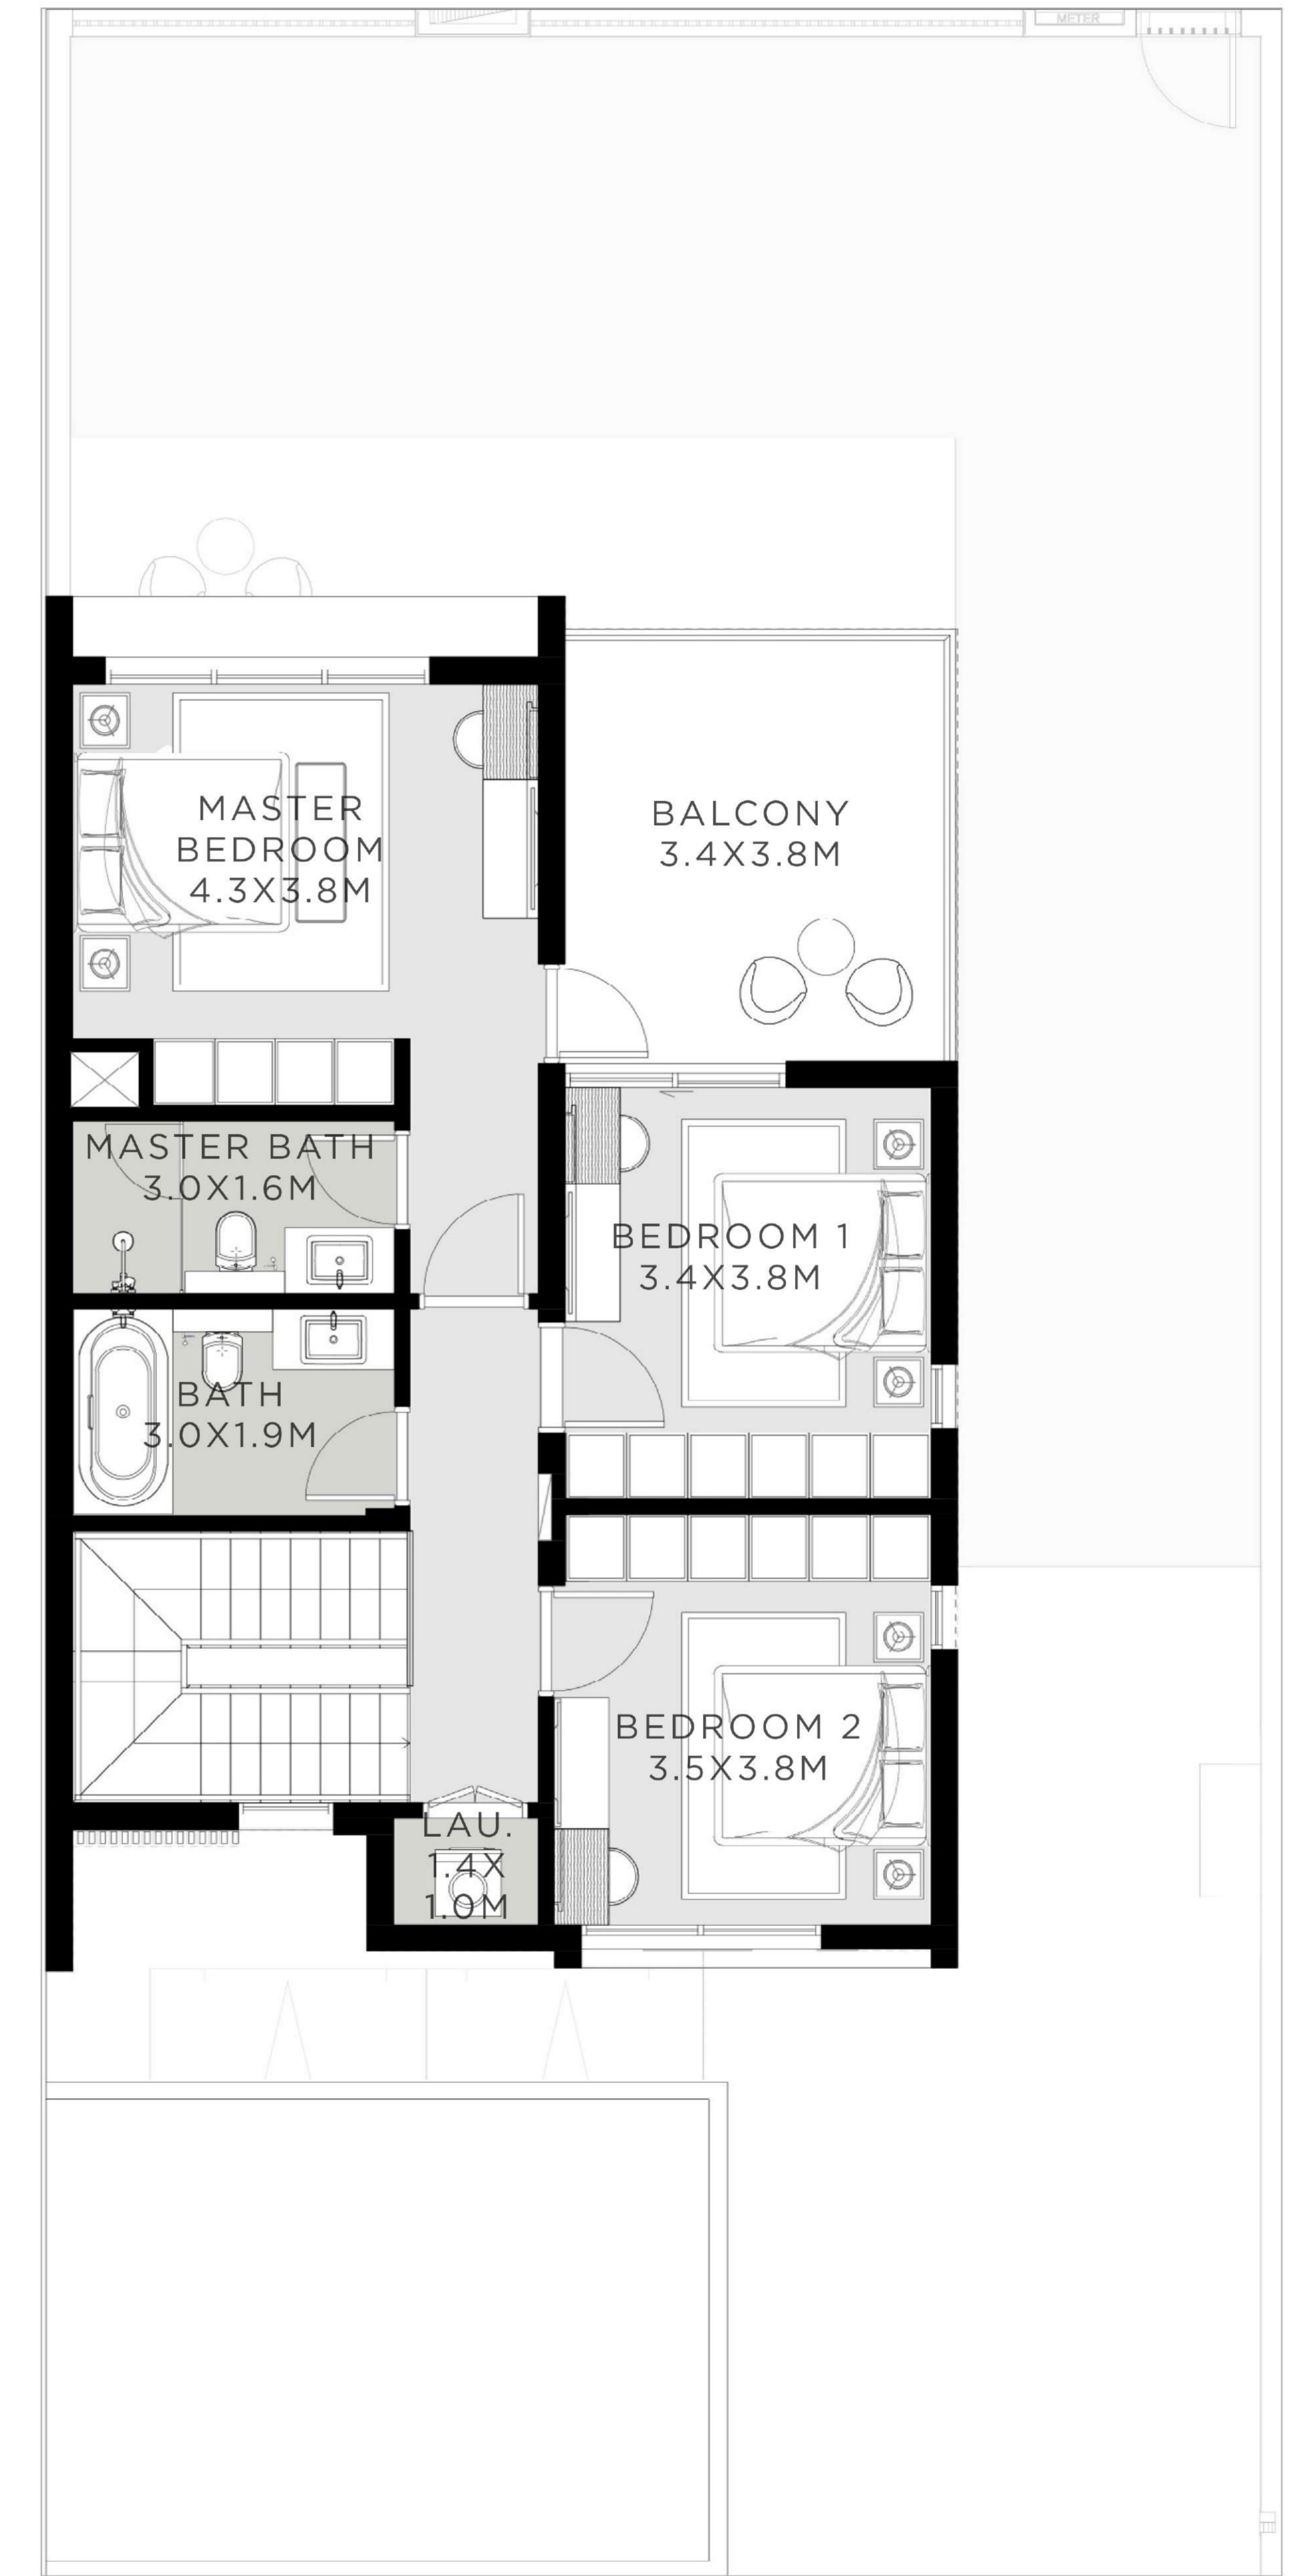 METER
MASTER
BEDROOM
4.3X3.8M
BALCONY
3.4X3.8M
MASTER BATH
3.0X1.6M
BEDROOM 1
3.4X3.8M
BATH
3.0X1.9M
BEDROOM 2
3.5X3.8M
LAU.
1.4X
1.0M